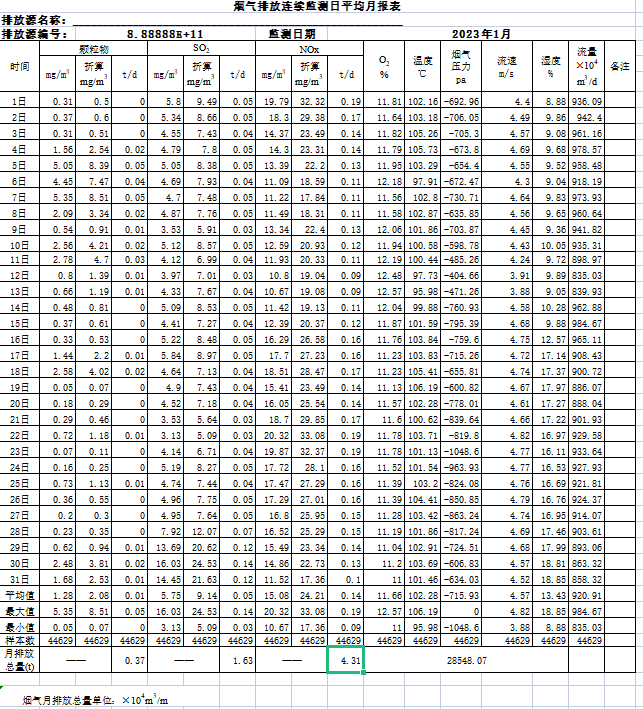 烟气排放连续监测日平均月报表
排放源名称:
排放源编号: 8.88888E+11 监测日期 2023年1月
时间 颗粒物 SO2 NOx O2 % 温度 ℃ 烟气压力 pa 流速 m/s 湿度 % 流量 ×10⁴ m³/d 备注
mg/m³ 折算 mg/m³ t/d mg/m³ 折算 mg/m³ t/d mg/m³ 折算 mg/m³ t/d
1日 0.31 0.5 0 5.8 9.49 0.05 19.79 32.32 0.19 11.81 102.16 -692.96 4.4 8.88 936.09
2日 0.37 0.6 0 5.34 8.66 0.05 18.3 29.38 0.17 11.64 103.18 -706.05 4.49 9.86 942.4
3日 0.31 0.51 0 4.55 7.43 0.04 14.37 23.49 0.14 11.82 105.26 -705.3 4.57 9.08 961.16
4日 1.56 2.54 0.02 4.79 7.8 0.05 14.3 23.31 0.14 11.79 105.73 -673.8 4.69 9.68 978.57
5日 5.05 8.39 0.05 5.05 8.38 0.05 13.39 22.2 0.13 11.95 103.29 -654.4 4.55 9.52 958.48
6日 4.45 7.47 0.04 4.69 7.93 0.04 11.09 18.59 0.11 12.18 97.91 -672.47 4.3 9.04 918.19
7日 5.35 8.51 0.05 4.7 7.48 0.05 11.22 17.84 0.11 11.56 102.8 -730.71 4.64 9.83 973.93
8日 2.09 3.34 0.02 4.87 7.76 0.05 11.49 18.31 0.11 11.58 102.87 -635.85 4.56 9.65 960.64
9日 0.54 0.91 0.01 3.53 5.91 0.03 13.34 22.4 0.13 12.06 101.86 -703.87 4.45 9.36 941.82
10日 2.56 4.21 0.02 5.12 8.57 0.05 12.59 20.93 0.12 11.94 100.58 -598.78 4.43 10.05 935.31
11日 2.78 4.7 0.03 4.12 6.99 0.04 11.93 20.33 0.11 12.19 100.44 -485.26 4.24 9.72 898.97
12日 0.8 1.39 0.01 3.97 7.01 0.03 10.8 19.04 0.09 12.48 97.73 -404.66 3.91 9.89 835.03
13日 0.66 1.19 0.01 4.33 7.67 0.04 10.67 19.08 0.09 12.57 95.98 -471.26 3.88 9.05 839.93
14日 0.48 0.81 0 5.09 8.53 0.05 11.42 19.13 0.11 12.04 99.88 -760.93 4.58 10.28 962.88
15日 0.37 0.61 0 4.41 7.27 0.04 12.39 20.37 0.12 11.87 101.59 -795.39 4.68 9.88 984.67
16日 0.33 0.53 0 5.22 8.48 0.05 16.29 26.58 0.16 11.76 103.84 -759.6 4.75 12.57 965.11
17日 1.44 2.2 0.01 5.84 8.97 0.05 17.7 27.23 0.16 11.23 103.83 -715.26 4.72 17.14 908.43
18日 2.58 4.02 0.02 4.64 7.13 0.04 18.51 28.47 0.17 11.23 105.41 -655.81 4.74 17.37 900.72
19日 0.05 0.07 0 4.9 7.43 0.04 15.41 23.49 0.14 11.13 106.19 -600.82 4.67 17.97 886.07
20日 0.18 0.29 0 4.52 7.18 0.04 16.05 25.54 0.14 11.57 102.28 -778.01 4.61 17.27 888.04
21日 0.29 0.46 0 3.53 5.64 0.03 18.7 29.85 0.17 11.6 100.62 -839.64 4.66 17.22 901.93
22日 0.72 1.18 0.01 3.13 5.09 0.03 20.32 33.08 0.19 11.78 103.71 -819.8 4.82 16.97 929.58
23日 0.07 0.11 0 4.14 6.71 0.04 19.87 32.37 0.19 11.78 101.13 -1048.6 4.77 16.11 933.64
24日 0.16 0.25 0 5.19 8.27 0.05 17.72 28.1 0.16 11.52 101.54 -963.93 4.77 16.53 927.93
25日 0.73 1.13 0.01 4.74 7.44 0.04 17.47 27.29 0.16 11.39 103.2 -824.08 4.76 16.69 921.81
26日 0.36 0.55 0 4.96 7.75 0.05 17.29 27.01 0.16 11.39 104.41 -850.85 4.79 16.76 924.37
27日 0.2 0.3 0 4.95 7.64 0.05 16.8 25.95 0.15 11.28 103.42 -863.24 4.74 16.95 914.07
28日 0.23 0.35 0 7.92 12.07 0.07 16.52 25.29 0.15 11.19 101.86 -817.24 4.69 17.46 903.61
29日 0.62 0.94 0.01 13.69 20.62 0.12 15.49 23.34 0.14 11.04 102.91 -724.51 4.68 17.99 893.06
30日 2.48 3.81 0.02 16.03 24.53 0.14 14.86 22.73 0.13 11.2 103.69 -606.83 4.57 18.81 863.32
31日 1.68 2.53 0.01 14.45 21.63 0.12 11.52 17.36 0.1 11 101.46 -634.03 4.52 18.85 858.32
平均值 1.28 2.08 0.01 5.75 9.14 0.05 15.08 24.21 0.14 11.66 102.28 -715.93 4.57 13.43 920.91
最大值 5.35 8.51 0.05 16.03 24.53 0.14 20.32 33.08 0.19 12.57 106.19 0 4.82 18.85 984.67
最小值 0.05 0.07 0 3.13 5.09 0.03 10.67 17.36 0.09 11 95.98 -1048.6 3.88 8.88 835.03
样本数 44629 44629 44629 44629 44629 44629 44629 44629 44629 44629 44629 44629 44629 44629 44629
月排放总量(t) —— 0.37 —— 1.63 —— 4.31 28548.07
烟气月排放总量单位: ×10⁴m³/m